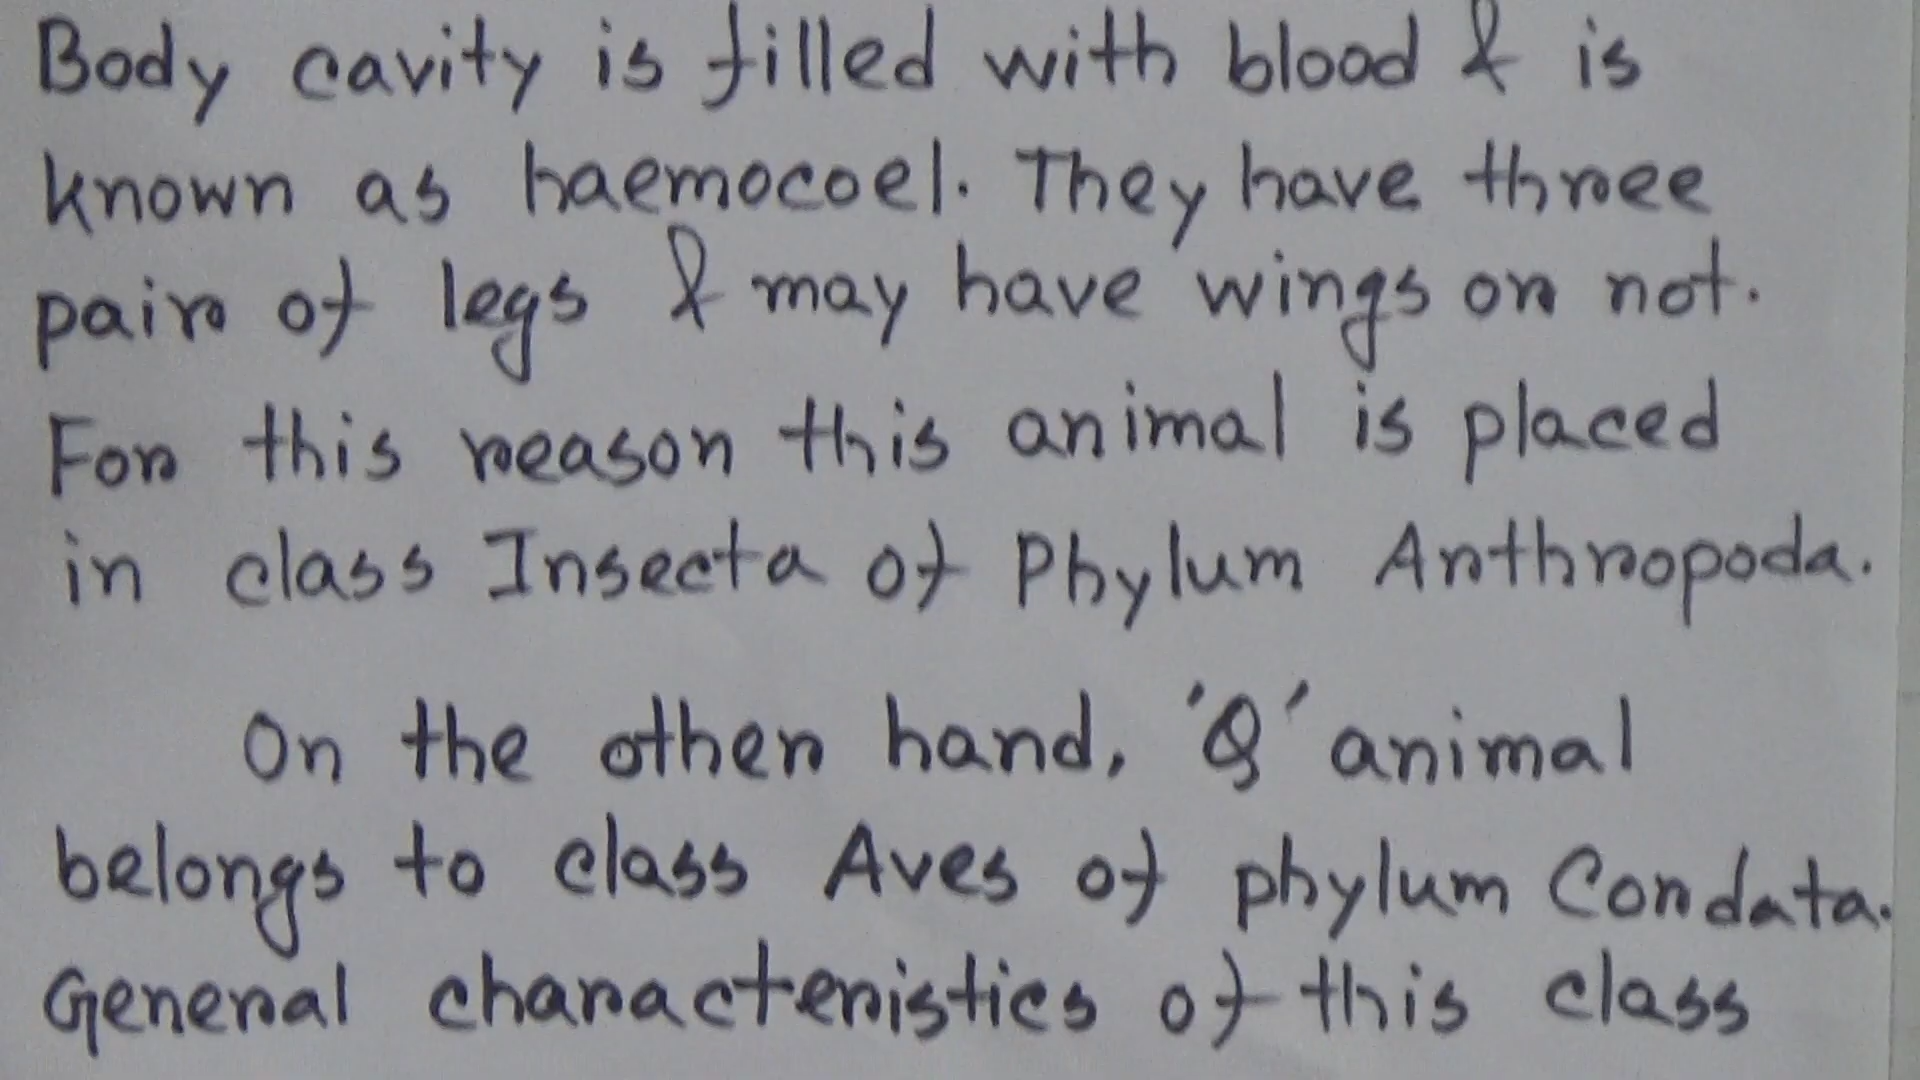 Body cavity is filled with blood & is
known as haemocoel. They have three
pair of legs & may have wings or not.
For this reason this animal is placed
in class Insecta of Phylum Arthropoda.
On the other hand, 'Q' animal
belongs to class Aves of phylum Cordata.
General characteristics of this class